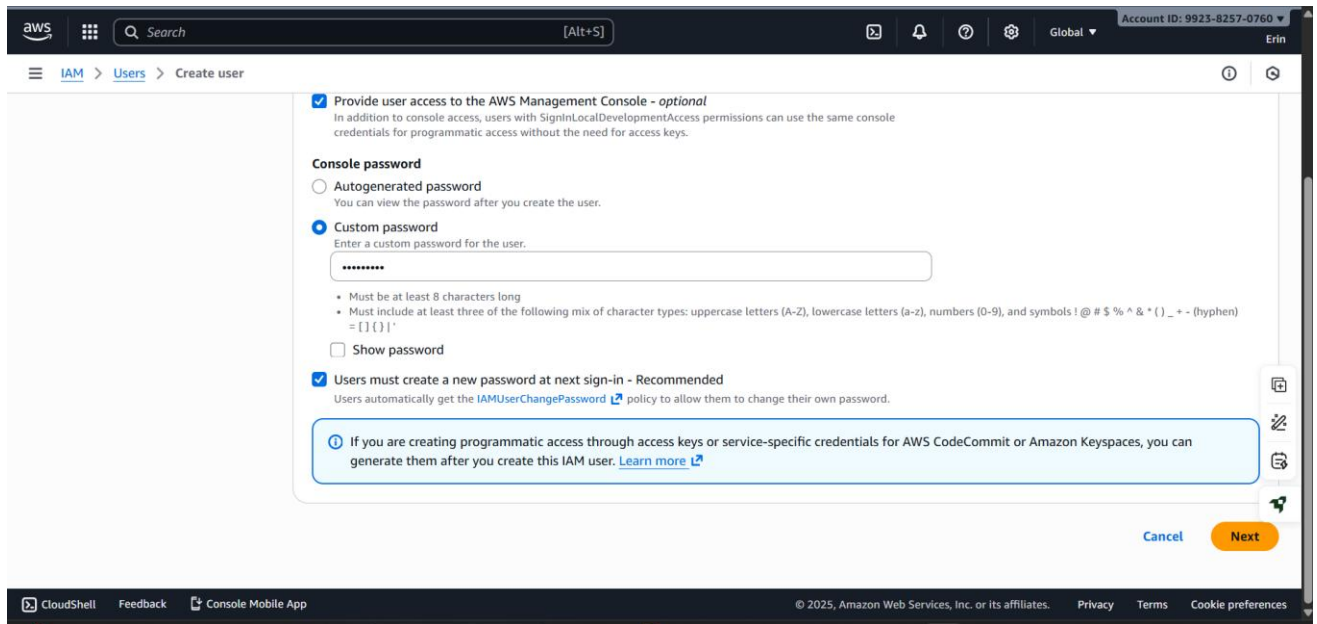 aws
Search [Alt+S]
Global
Account ID: 9923-8257-0760
Erin
IAM > Users > Create user
Provide user access to the AWS Management Console - optional
In addition to console access, users with SignInLocalDevelopmentAccess permissions can use the same console
credentials for programmatic access without the need for access keys.
Console password
Autogenerated password
You can view the password after you create the user.
Custom password
Enter a custom password for the user.
•••••••••
• Must be at least 8 characters long
• Must include at least three of the following mix of character types: uppercase letters (A-Z), lowercase letters (a-z), numbers (0-9), and symbols ! @ # $ % ^ & * ( ) _ + - (hyphen)
= [ ] { } | '
Show password
Users must create a new password at next sign-in - Recommended
Users automatically get the IAMUserChangePassword policy to allow them to change their own password.
If you are creating programmatic access through access keys or service-specific credentials for AWS CodeCommit or Amazon Keyspaces, you can
generate them after you create this IAM user. Learn more
Cancel Next
CloudShell Feedback Console Mobile App © 2025, Amazon Web Services, Inc. or its affiliates. Privacy Terms Cookie preferences